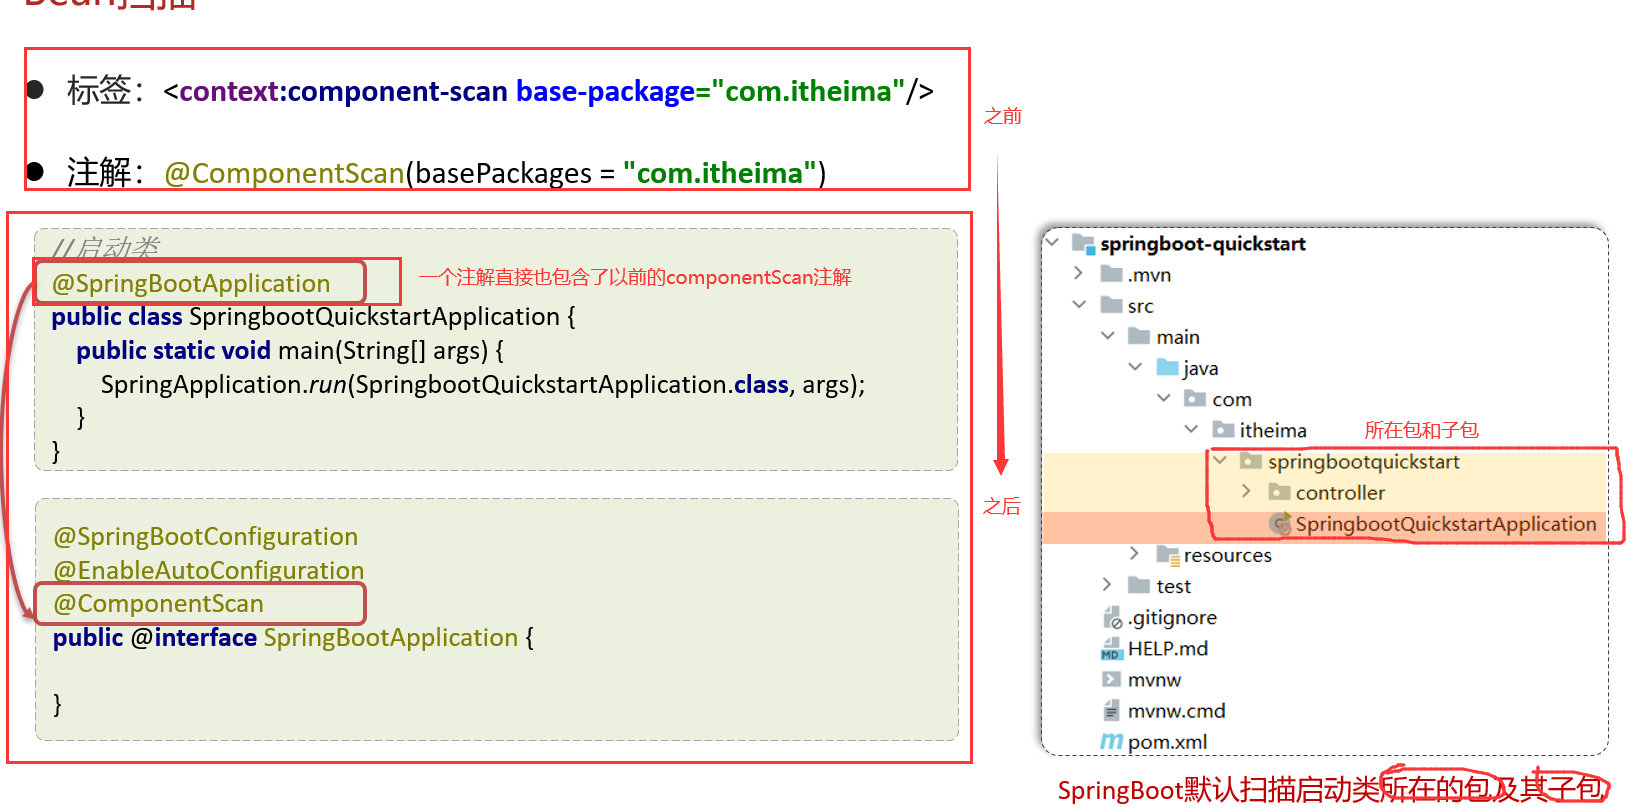 Bean扫描
标签：<context:component-scan base-package="com.itheima"/>
注解：@ComponentScan(basePackages = "com.itheima")
之前
//启动类
@SpringBootApplication
一个注解直接也包含了以前的componentScan注解
public class SpringbootQuickstartApplication {
public static void main(String[] args) {
SpringApplication.run(SpringbootQuickstartApplication.class, args);
}
}
之后
@SpringBootConfiguration
@EnableAutoConfiguration
@ComponentScan
public @interface SpringBootApplication {
}
springboot-quickstart
.mvn
src
main
java
com
itheima
所在包和子包
springbootquickstart
controller
SpringbootQuickstartApplication
resources
test
.gitignore
HELP.md
mvnw
mvnw.cmd
pom.xml
SpringBoot默认扫描启动类所在的包及其子包